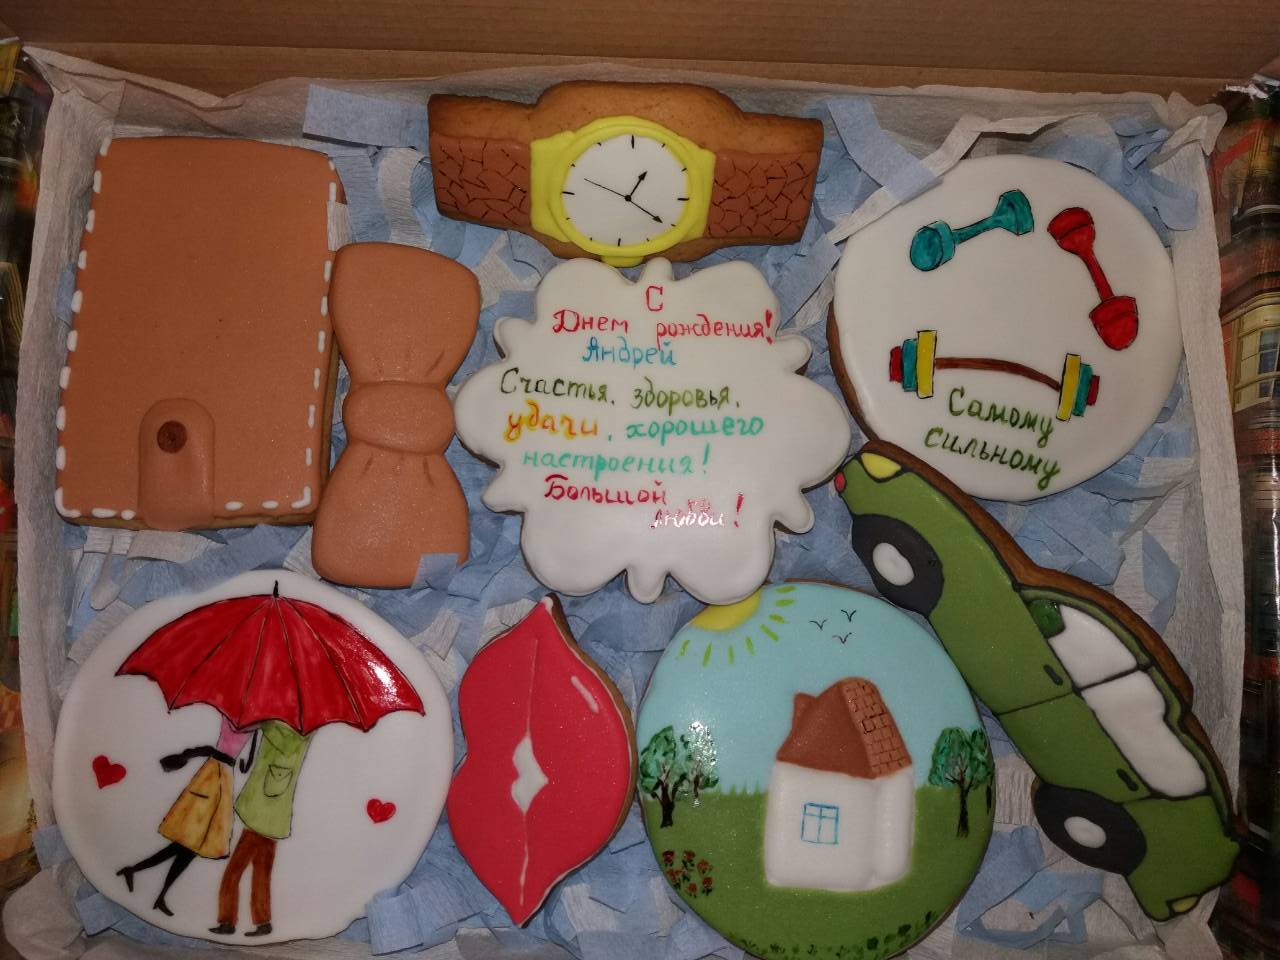 С
Днем рождения!
Андрей
Счастья, здоровья,
удачи, хорошего
настроения!
Большой
любви!
Самому
сильному